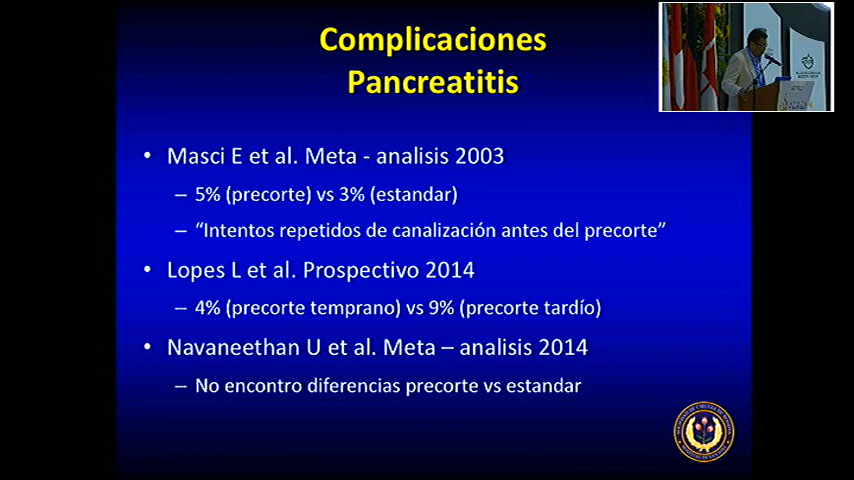 Complicaciones
Pancreatitis
• Masci E et al. Meta - analisis 2003
– 5% (precorte) vs 3% (estandar)
– “Intentos repetidos de canalización antes del precorte”
• Lopes L et al. Prospectivo 2014
– 4% (precorte temprano) vs 9% (precorte tardío)
• Navaneethan U et al. Meta – analisis 2014
– No encontro diferencias precorte vs estandar